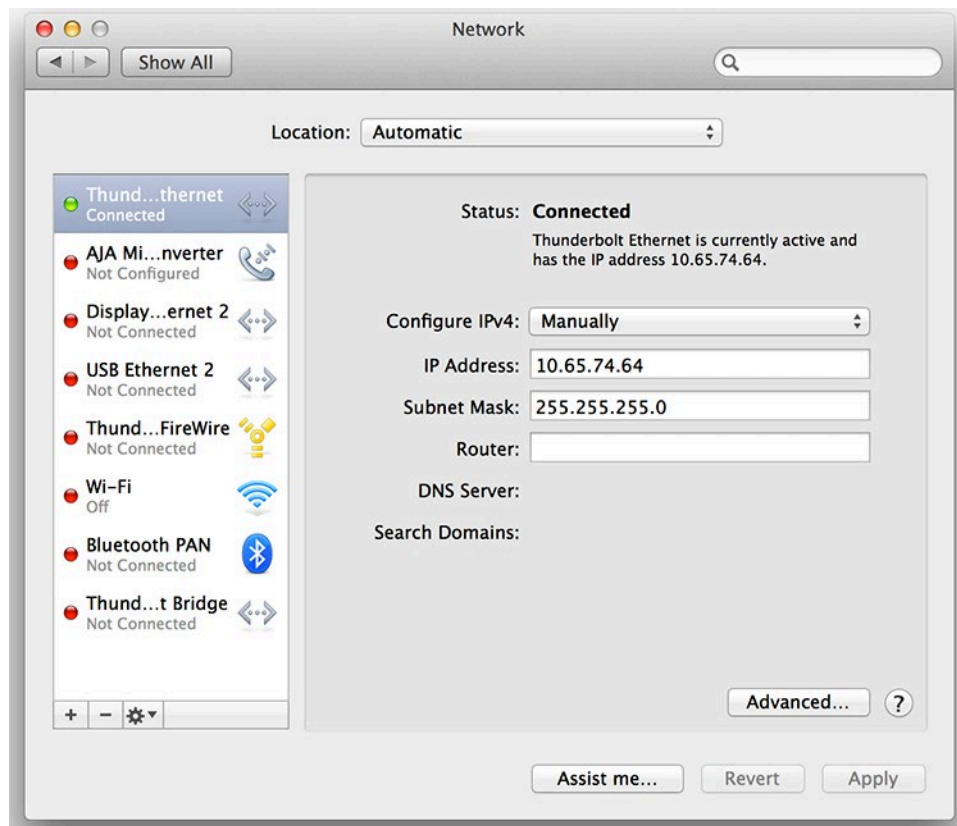 Network
Show All
Location: Automatic
Thund...thernet
Connected
AJA Mi...nverter
Not Configured
Display...ernet 2
Not Connected
USB Ethernet 2
Not Connected
Thund...FireWire
Not Connected
Wi-Fi
Off
Bluetooth PAN
Not Connected
Thund...t Bridge
Not Connected
Status: Connected
Thunderbolt Ethernet is currently active and
has the IP address 10.65.74.64.
Configure IPv4: Manually
IP Address: 10.65.74.64
Subnet Mask: 255.255.255.0
Router:
DNS Server:
Search Domains:
Advanced... ?
Assist me... Revert Apply